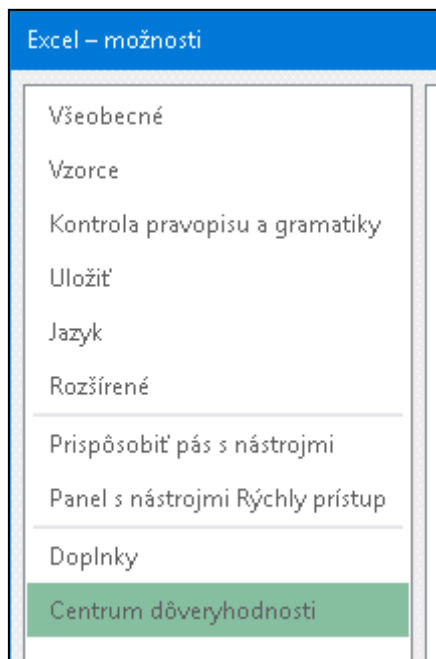 Excel – možnosti
Všeobecné
Vzorce
Kontrola pravopisu a gramatiky
Uložiť
Jazyk
Rozšírené
Prispôsobiť pás s nástrojmi
Panel s nástrojmi Rýchly prístup
Doplnky
Centrum dôveryhodnosti